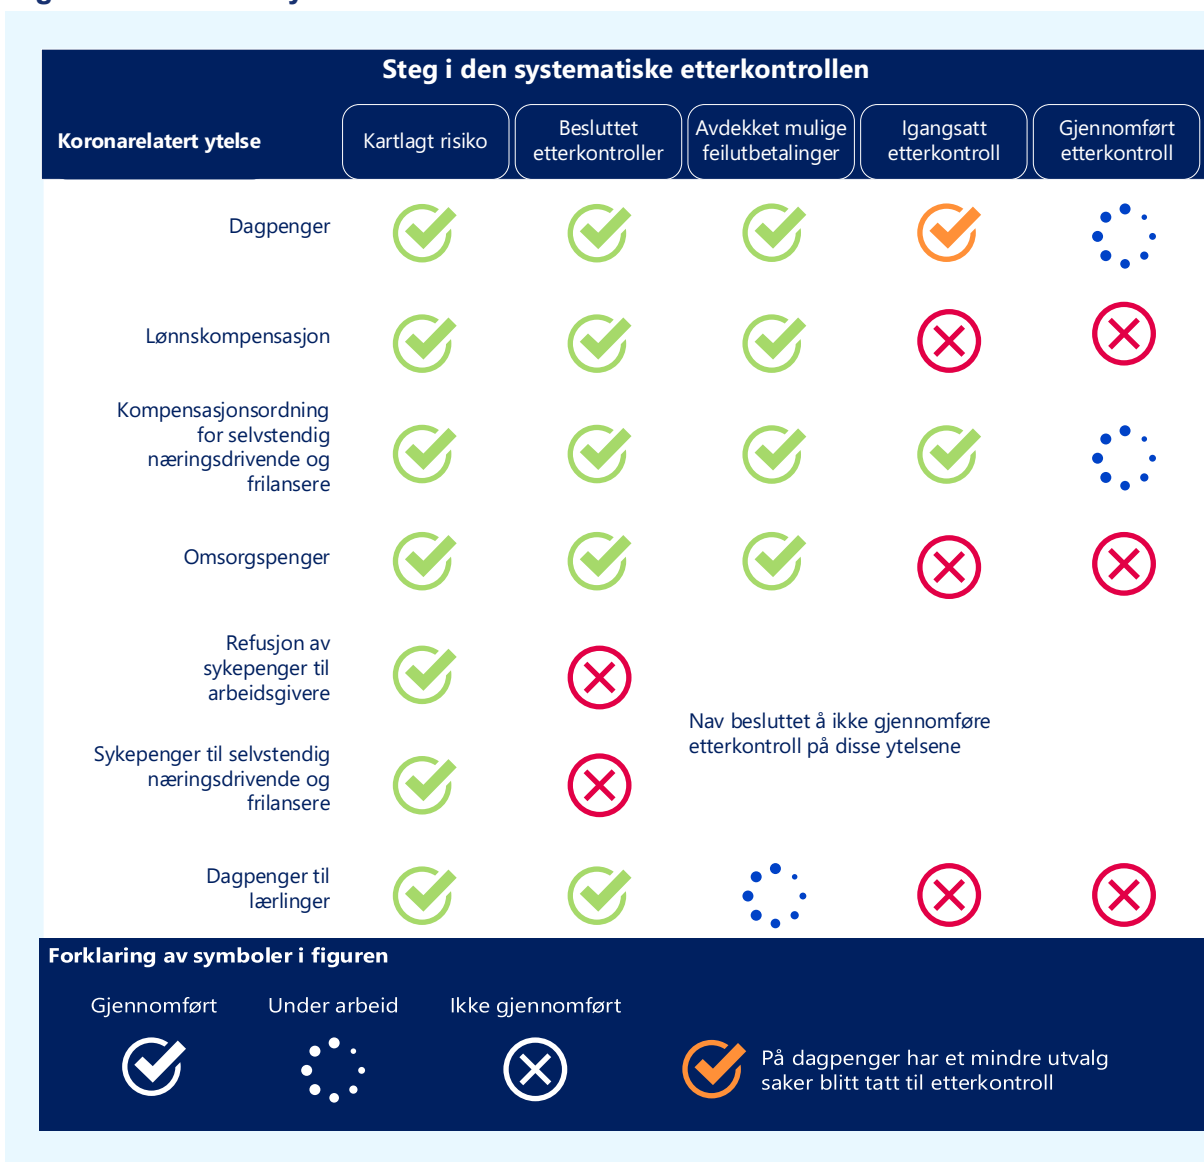 Steg i den systematiske etterkontrollen
Koronarelatert ytelse
Kartlagt risiko
Besluttet
etterkontroller
Avdekket mulige
feilutbetalinger
Igangsatt
etterkontroll
Gjennomført
etterkontroll
Dagpenger
Lønnskompensasjon
Kompensasjonsordning
for selvstendig
næringsdrivende og
frilansere
Omsorgspenger
Refusjon av
sykepenger til
arbeidsgivere
Nav besluttet å ikke gjennomføre
etterkontroll på disse ytelsene
Sykepenger til selvstendig
næringsdrivende og
frilansere
Dagpenger til
lærlinger
Forklaring av symboler i figuren
Gjennomført
Under arbeid
Ikke gjennomført
På dagpenger har et mindre utvalg
saker blitt tatt til etterkontroll